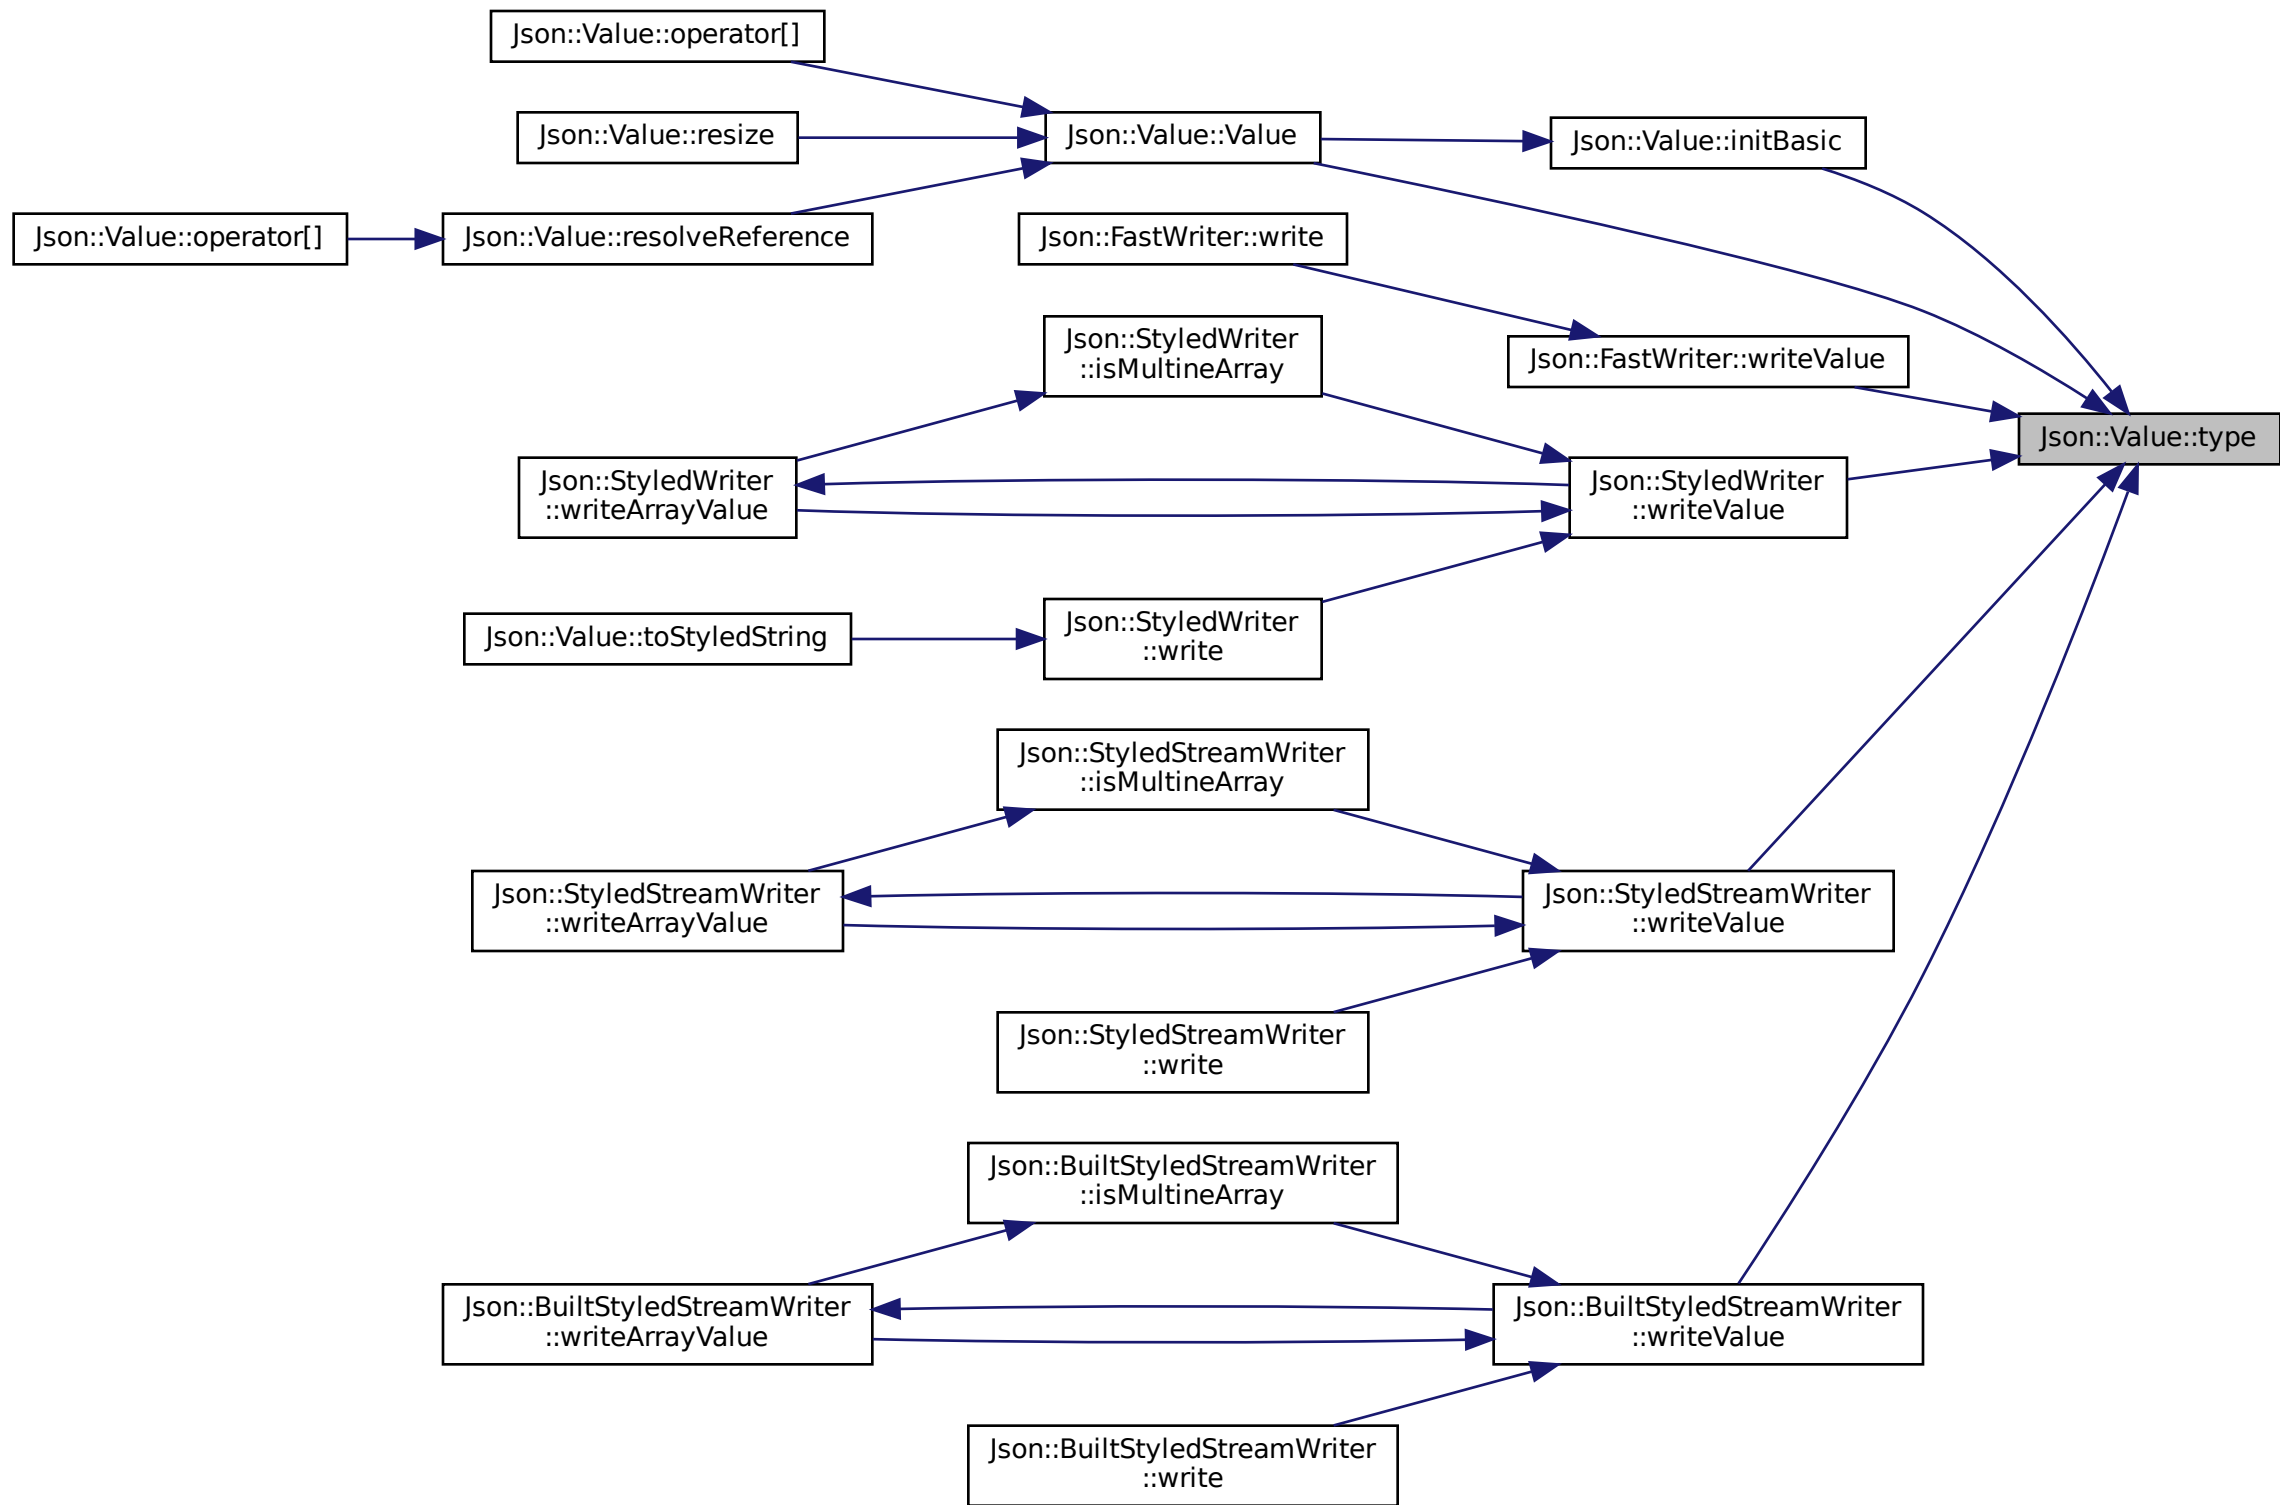 Json::Value::operator[]
Json::Value::resize
Json::Value::Value
Json::Value::initBasic
Json::Value::operator[]
Json::Value::resolveReference
Json::FastWriter::write
Json::StyledWriter
::isMultineArray
Json::FastWriter::writeValue
Json::Value::type
Json::StyledWriter
::writeArrayValue
Json::StyledWriter
::writeValue
Json::Value::toStyledString
Json::StyledWriter
::write
Json::StyledStreamWriter
::isMultineArray
Json::StyledStreamWriter
::writeArrayValue
Json::StyledStreamWriter
::writeValue
Json::StyledStreamWriter
::write
Json::BuiltStyledStreamWriter
::isMultineArray
Json::BuiltStyledStreamWriter
::writeArrayValue
Json::BuiltStyledStreamWriter
::writeValue
Json::BuiltStyledStreamWriter
::write